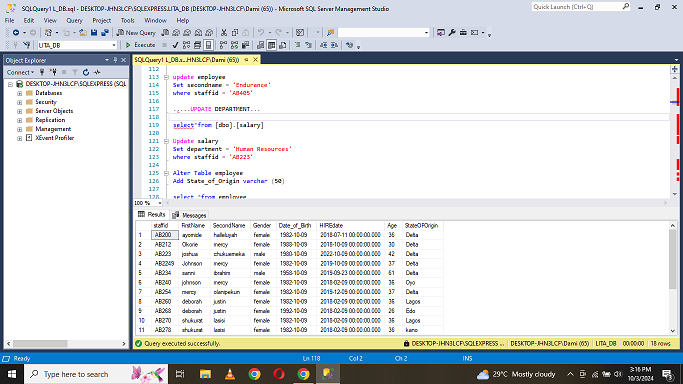 SQLQuery1 L_DB.sql - DESKTOP-JHN3LCF\SQLEXPRESS.LITA_DB (DESKTOP-JHN3LCF\Dami (65)) - Microsoft SQL Server Management Studio
Quick Launch (Ctrl+Q)
File Edit View Query Project Tools Window Help
New Query
LITA_DB Execute
Object Explorer
SQLQuery1 L_DB.s...HN3LCF\Dami (65))
Connect
DESKTOP-JHN3LCF\SQLEXPRESS (SQL
Databases
Security
Server Objects
Replication
Management
XEvent Profiler
112
113 update employee
114 Set secondname = 'Endurance'
115 where staffid = 'AB405'
116
117 .....UPDATE DEPARTMENT...
118
119 select*from [dbo].[salary]
120
121 Update salary
122 Set department = 'Human Resources'
123 where staffid = 'AB223'
124
125 Alter Table employee
126 Add State_of_Origin varchar (50)
127
128 select *from employee
100 %
Results Messages
staffid FirstName SecondName Gender Date_of_Birth HIREdate Age StateOFOrigin
1 AB200 ayomide halleluyah female 1982-10-09 2018-07-11 00:00:00.000 36 Delta
2 AB212 Okorie mercy female 1988-10-09 2018-10-09 00:00:00.000 30 Delta
3 AB223 joshua chukuemeka male 1980-10-09 2022-10-09 00:00:00.000 42 Delta
4 AB2249 Johnson mercy female 1982-10-09 2019-10-09 00:00:00.000 37 Delta
5 AB234 sanni ibrahim male 1958-10-09 2019-09-23 00:00:00.000 61 Delta
6 AB240 johnson mercy female 1982-10-09 2018-02-09 00:00:00.000 36 Oyo
7 AB254 mercy olanipekun female 1982-10-09 2019-12-09 00:00:00.000 37 Delta
8 AB260 deborah justin female 1982-10-09 2018-02-09 00:00:00.000 36 Lagos
9 AB268 deborah justin female 1992-10-09 2018-02-09 00:00:00.000 26 Edo
10 AB270 shukurat lasisi female 1982-10-09 2018-02-09 00:00:00.000 36 Lagos
11 AB278 shukurat lasisi female 1982-10-09 2018-02-09 00:00:00.000 36 kano
Query executed successfully.
DESKTOP-JHN3LCF\SQLEXPRESS ... DESKTOP-JHN3LCF\Dami (65) LITA_DB 00:00:00 18 rows
Ready Ln 118 Col 2 Ch 2 INS
Type here to search
29°C Mostly cloudy
3:16 PM
10/3/2024